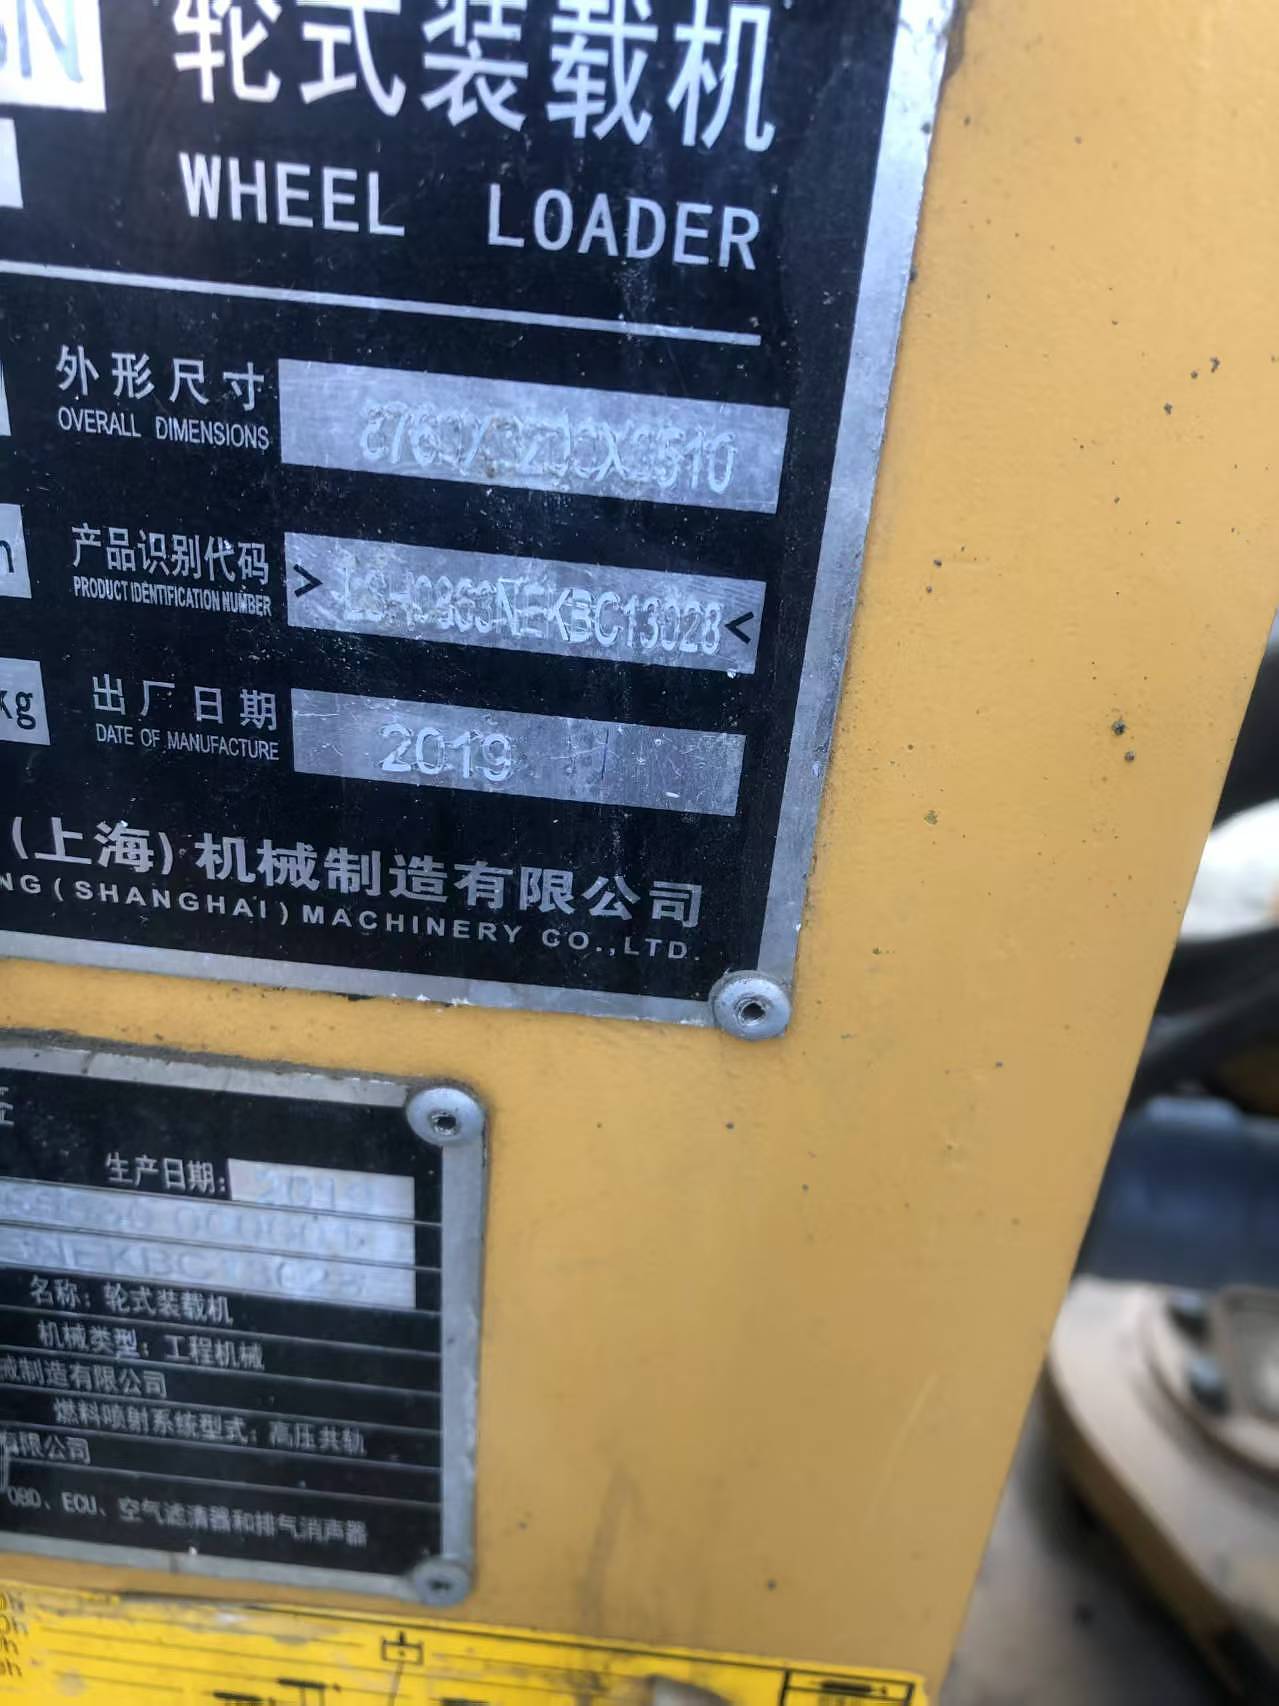 轮式装载机
WHEEL LOADER
外形尺寸
OVERALL DIMENSIONS
产品识别代码
PRODUCT IDENTIFICATION NUMBER
> NEKBC13028 <
kg
出厂日期
DATE OF MANUFACTURE
2019
(上海)机械制造有限公司
NG(SHANGHAI)MACHINERY CO.,LTD.
生产日期:
NEKBC13028
名称:轮式装载机
机械类型:工程机械
械制造有限公司
燃料喷射系统型式:高压共轨
有限公司
OBD、ECU、空气滤清器和排气消声器